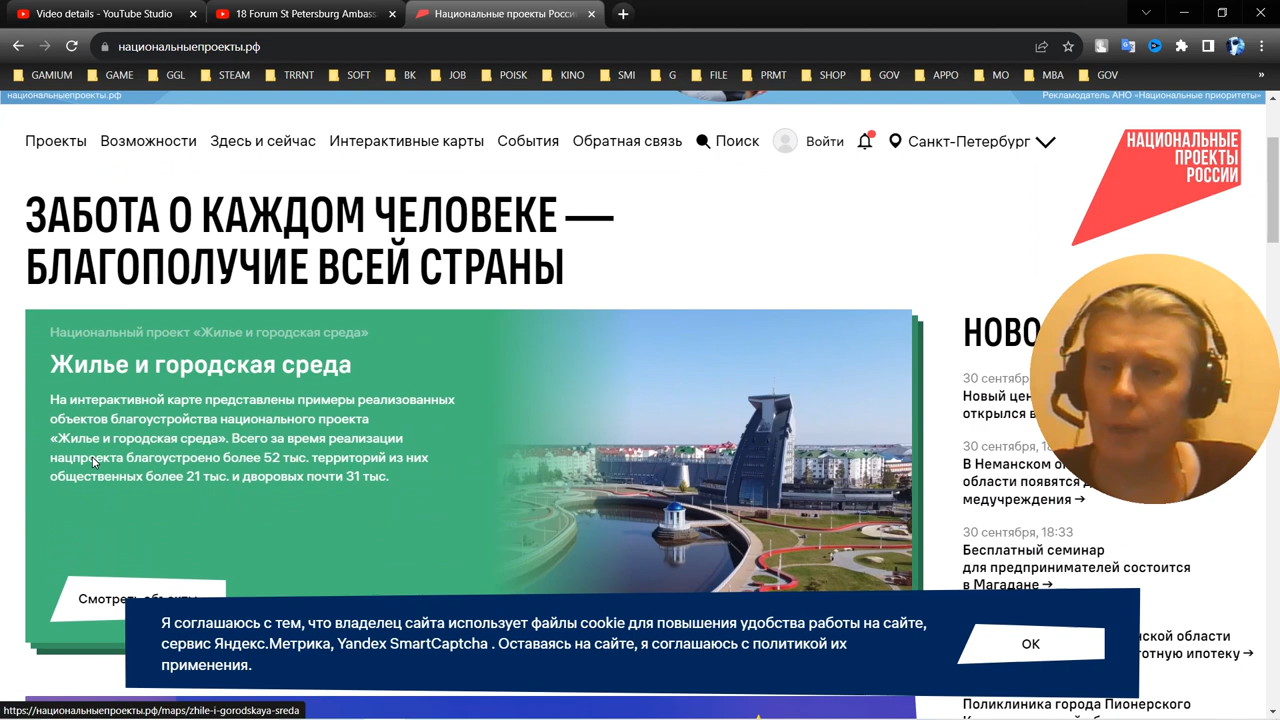 Video details - YouTube Studio
18 Forum St Petersburg Ambass
Национальные проекты Росси
национальныепроекты.рф
GAMIUM
GAME
GGL
STEAM
TRRNT
SOFT
BK
JOB
POISK
KINO
SMI
G
FILE
PRMT
SHOP
GOV
APPO
MO
MBA
GOV
»
национальныепроекты.рф
Рекламодатель АНО «Национальные приоритеты»
Проекты
Возможности
Здесь и сейчас
Интерактивные карты
События
Обратная связь
Поиск
Войти
Санкт-Петербург
НАЦИОНАЛЬНЫЕ
ПРОЕКТЫ
РОССИИ
ЗАБОТА О КАЖДОМ ЧЕЛОВЕКЕ —
БЛАГОПОЛУЧИЕ ВСЕЙ СТРАНЫ
Национальный проект «Жилье и городская среда»
Жилье и городская среда
На интерактивной карте представлены примеры реализованных
объектов благоустройства национального проекта
«Жилье и городская среда». Всего за время реализации
нацпроекта благоустроено более 52 тыс. территорий из них
общественных более 21 тыс. и дворовых почти 31 тыс.
Смотреть объекты
НОВО
30 сентября
Новый цен
открылся в
30 сентября, 18
В Неманском о
области появятся
медучреждения →
30 сентября, 18:33
Бесплатный семинар
для предпринимателей состоится
в Магадане →
нской области
готную ипотеку →
Поликлиника города Пионерского
Я соглашаюсь с тем, что владелец сайта использует файлы cookie для повышения удобства работы на сайте,
сервис Яндекс.Метрика, Yandex SmartCaptcha . Оставаясь на сайте, я соглашаюсь с политикой их
применения.
OK
https://национальныепроекты.рф/maps/zhile-i-gorodskaya-sreda